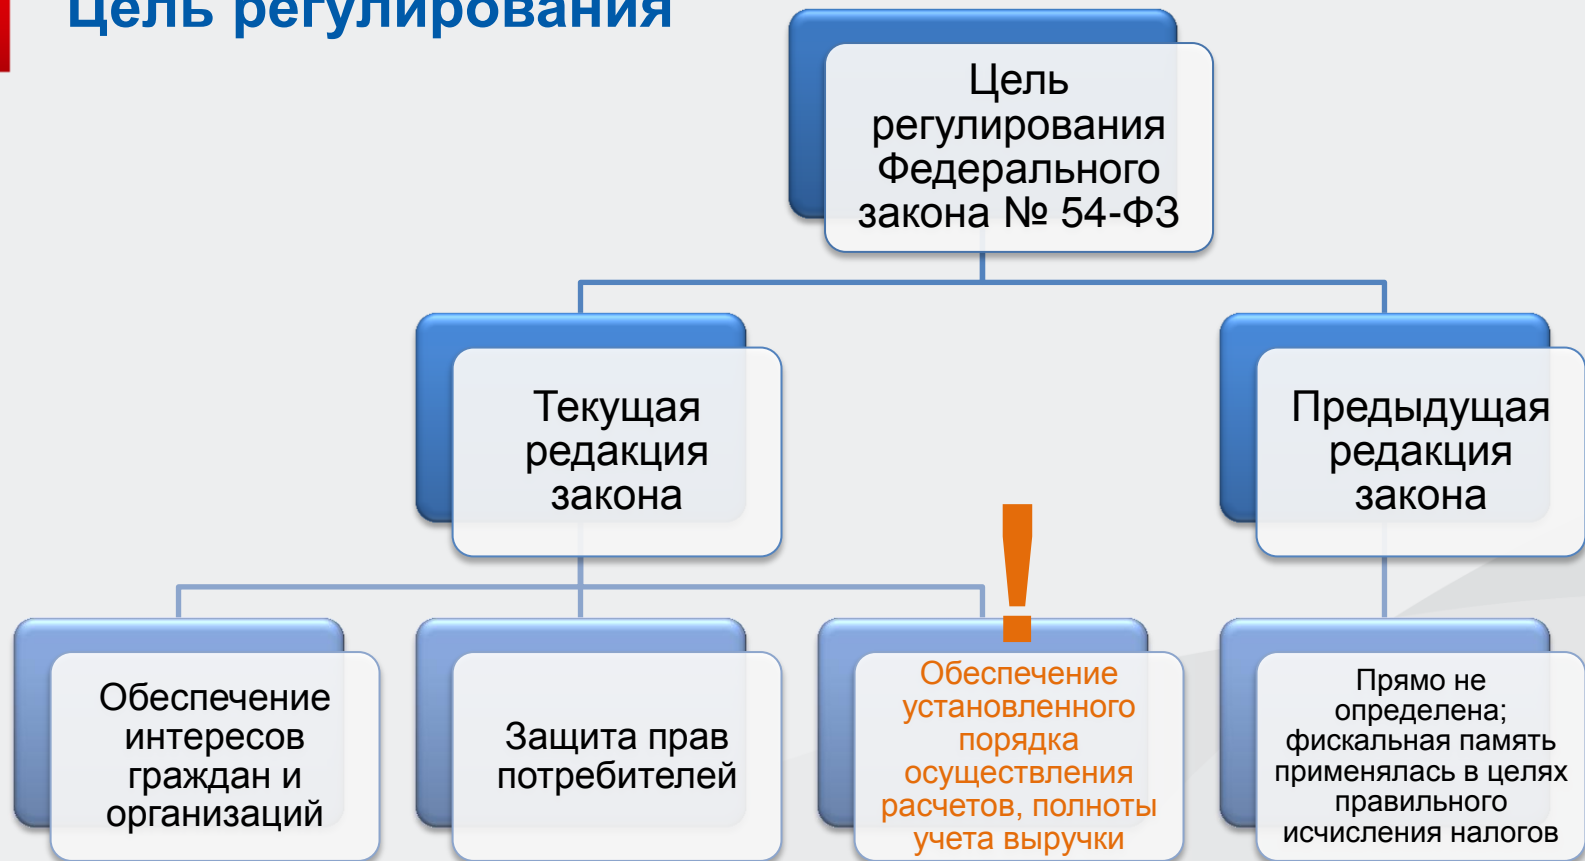 Цель регулирования
Цель
регулирования
Федерального
закона № 54-ФЗ
Текущая
редакция
закона
Предыдущая
редакция
закона
Обеспечение
интересов
граждан и
организаций
Защита прав
потребителей
!
Обеспечение
установленного
порядка
осуществления
расчетов, полноты
учета выручки
Прямо не
определена;
фискальная память
применялась в целях
правильного
исчисления налогов